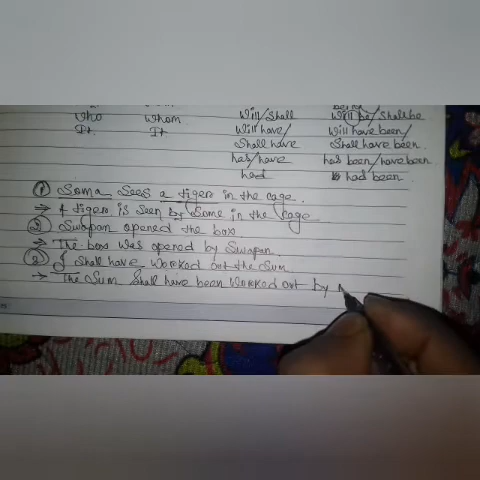 Who Whom Will/Shall Will be/Shall be
It. It Will have/ Will have been/
Shall have Shall have been.
has/have has been/have been.
had had been
① Soma Sees a tiger in the cage.
→ A tiger is seen by Some in the Cage
② Swapan opened the box.
→ The box was opened by Swapan
② I shall have Worked out the Sum
→ The Sum Shall have been Worked out by